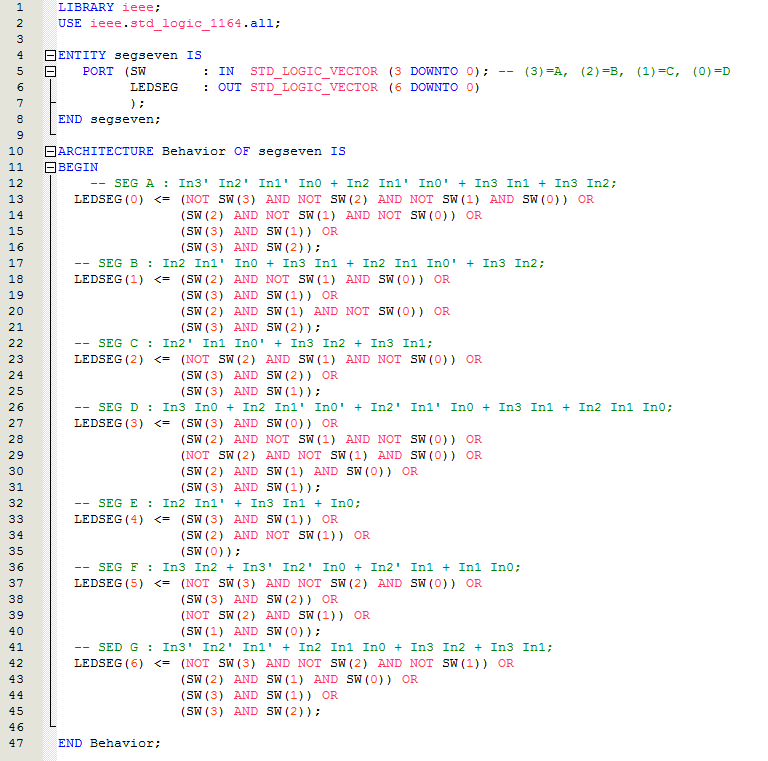 1 LIBRARY ieee;
2 USE ieee.std_logic_1164.all;
3
4 ENTITY segseven IS
5 PORT (SW : IN STD_LOGIC_VECTOR (3 DOWNTO 0); -- (3)=A, (2)=B, (1)=C, (0)=D
6 LEDSEG : OUT STD_LOGIC_VECTOR (6 DOWNTO 0)
7 );
8 END segseven;
9
10 ARCHITECTURE Behavior OF segseven IS
11 BEGIN
12 -- SEG A : In3' In2' In1' In0 + In2 In1' In0' + In3 In1 + In3 In2;
13 LEDSEG(0) <= (NOT SW(3) AND NOT SW(2) AND NOT SW(1) AND SW(0)) OR
14 (SW(2) AND NOT SW(1) AND NOT SW(0)) OR
15 (SW(3) AND SW(1)) OR
16 (SW(3) AND SW(2));
17 -- SEG B : In2 In1' In0 + In3 In1 + In2 In1 In0' + In3 In2;
18 LEDSEG(1) <= (SW(2) AND NOT SW(1) AND SW(0)) OR
19 (SW(3) AND SW(1)) OR
20 (SW(2) AND SW(1) AND NOT SW(0)) OR
21 (SW(3) AND SW(2));
22 -- SEG C : In2' In1 In0' + In3 In2 + In3 In1;
23 LEDSEG(2) <= (NOT SW(2) AND SW(1) AND NOT SW(0)) OR
24 (SW(3) AND SW(2)) OR
25 (SW(3) AND SW(1));
26 -- SEG D : In3 In0 + In2 In1' In0' + In2' In1' In0 + In3 In1 + In2 In1 In0;
27 LEDSEG(3) <= (SW(3) AND SW(0)) OR
28 (SW(2) AND NOT SW(1) AND NOT SW(0)) OR
29 (NOT SW(2) AND NOT SW(1) AND SW(0)) OR
30 (SW(2) AND SW(1) AND SW(0)) OR
31 (SW(3) AND SW(1));
32 -- SEG E : In2 In1' + In3 In1 + In0;
33 LEDSEG(4) <= (SW(3) AND SW(1)) OR
34 (SW(2) AND NOT SW(1)) OR
35 (SW(0));
36 -- SEG F : In3 In2 + In3' In2' In0 + In2' In1 + In1 In0;
37 LEDSEG(5) <= (NOT SW(3) AND NOT SW(2) AND SW(0)) OR
38 (SW(3) AND SW(2)) OR
39 (NOT SW(2) AND SW(1)) OR
40 (SW(1) AND SW(0));
41 -- SED G : In3' In2' In1' + In2 In1 In0 + In3 In2 + In3 In1;
42 LEDSEG(6) <= (NOT SW(3) AND NOT SW(2) AND NOT SW(1)) OR
43 (SW(2) AND SW(1) AND SW(0)) OR
44 (SW(3) AND SW(1)) OR
45 (SW(3) AND SW(2));
46
47 END Behavior;